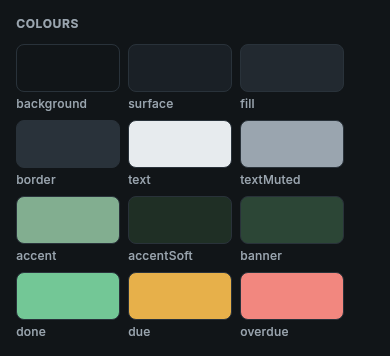 COLOURS
background surface fill
border text textMuted
accent accentSoft banner
done due overdue